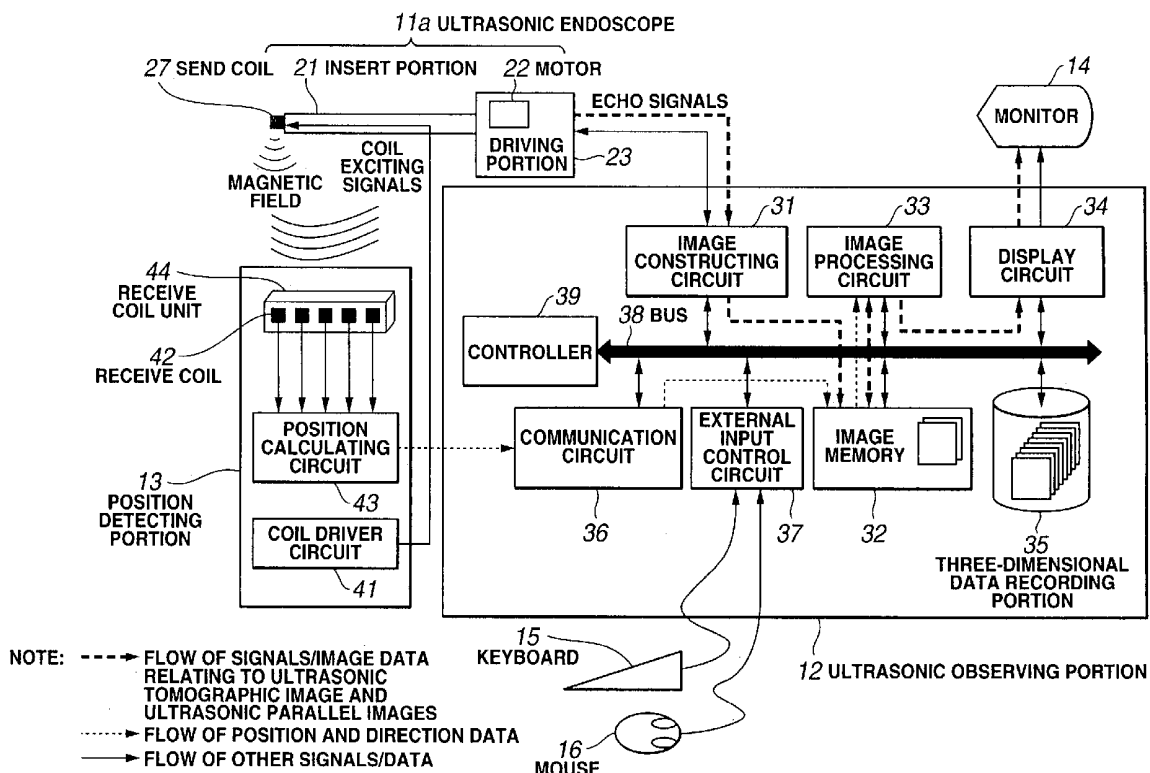 11a ULTRASONIC ENDOSCOPE
27 SEND COIL
21 INSERT PORTION
22 MOTOR
14
ECHO SIGNALS
MONITOR
DRIVING
PORTION
23
COIL
EXCITING
SIGNALS
MAGNETIC
FIELD
31
33
34
IMAGE
CONSTRUCTING
CIRCUIT
IMAGE
PROCESSING
CIRCUIT
DISPLAY
CIRCUIT
44
RECEIVE
COIL UNIT
39
38 BUS
CONTROLLER
42
RECEIVE COIL
POSITION
CALCULATING
CIRCUIT
43
COMMUNICATION
CIRCUIT
36
EXTERNAL
INPUT
CONTROL
CIRCUIT
37
IMAGE
MEMORY
32
35
THREE-DIMENSIONAL
DATA RECORDING
PORTION
13
POSITION
DETECTING
PORTION
COIL DRIVER
CIRCUIT
41
15
KEYBOARD
12 ULTRASONIC OBSERVING PORTION
16
MOUSE
NOTE:
FLOW OF SIGNALS/IMAGE DATA
RELATING TO ULTRASONIC
TOMOGRAPHIC IMAGE AND
ULTRASONIC PARALLEL IMAGES
FLOW OF POSITION AND DIRECTION DATA
FLOW OF OTHER SIGNALS/DATA